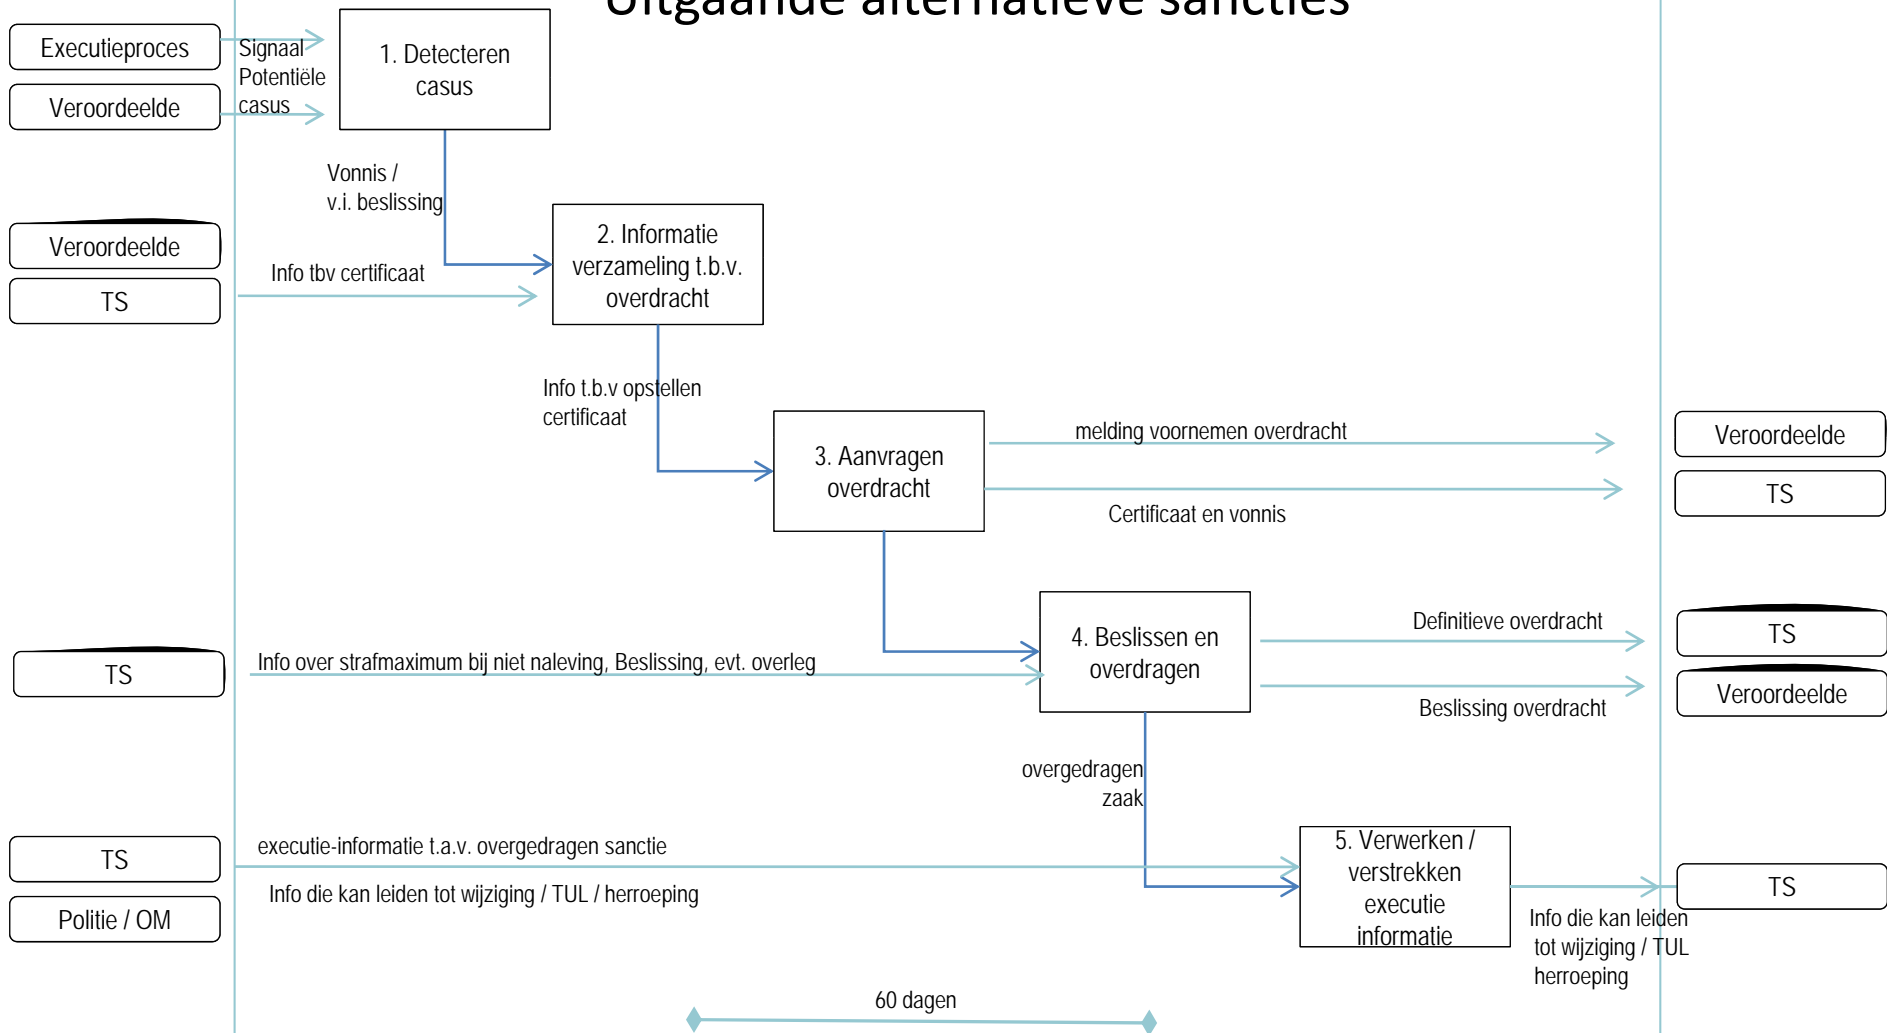 Uitgaande alternatieve sancties
Executieproces
Veroordeelde
Signaal
Potentiële
casus
1. Detecteren
casus
Vonnis /
v.i. beslissing
Veroordeelde
TS
Info tbv certificaat
2. Informatie
verzameling t.b.v.
overdracht
Info t.b.v opstellen
certificaat
3. Aanvragen
overdracht
melding voornemen overdracht
Certificaat en vonnis
Veroordeelde
TS
TS
Info over strafmaximum bij niet naleving, Beslissing, evt. overleg
4. Beslissen en
overdragen
Definitieve overdracht
Beslissing overdracht
TS
Veroordeelde
overgedragen
zaak
TS
Politie / OM
executie-informatie t.a.v. overgedragen sanctie
Info die kan leiden tot wijziging / TUL / herroeping
5. Verwerken /
verstrekken
executie
informatie
TS
Info die kan leiden
tot wijziging / TUL
herroeping
60 dagen